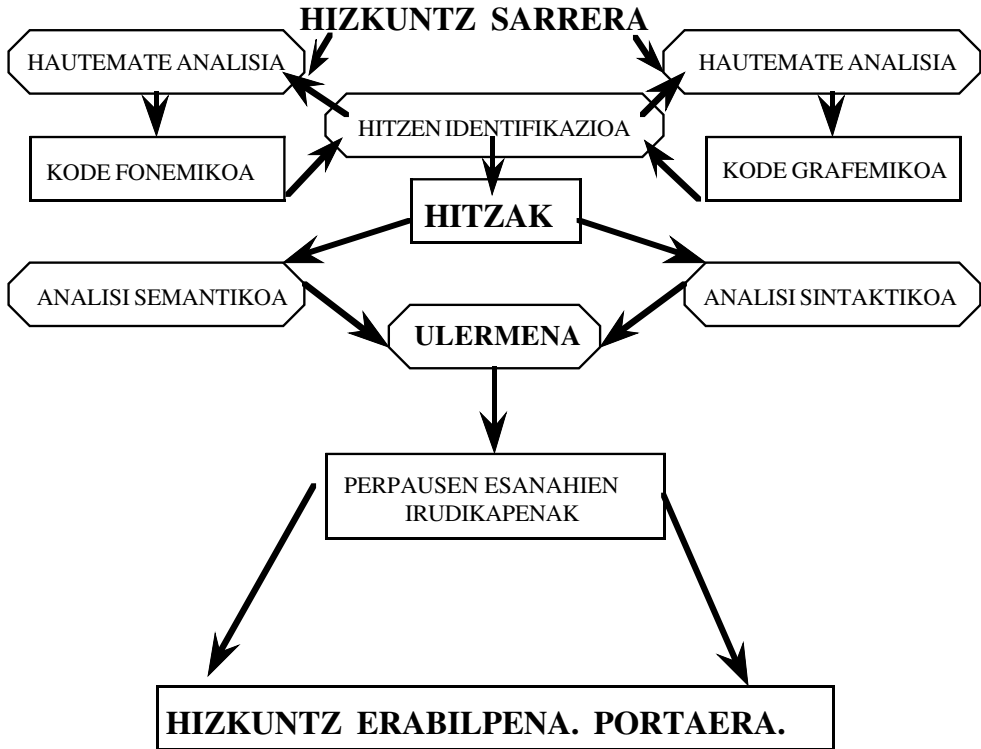 HIZKUNTZ SARRERA
HAUTEMATE ANALISIA
HAUTEMATE ANALISIA
HITZEN IDENTIFIKAZIOA
KODE FONEMIKOA
KODE GRAFEMIKOA
HITZAK
ANALISI SEMANTIKOA
ANALISI SINTAKTIKOA
ULERMENA
PERPAUSEN ESANAHIEN
IRUDIKAPENAK
HIZKUNTZ ERABILPENA. PORTAERA.